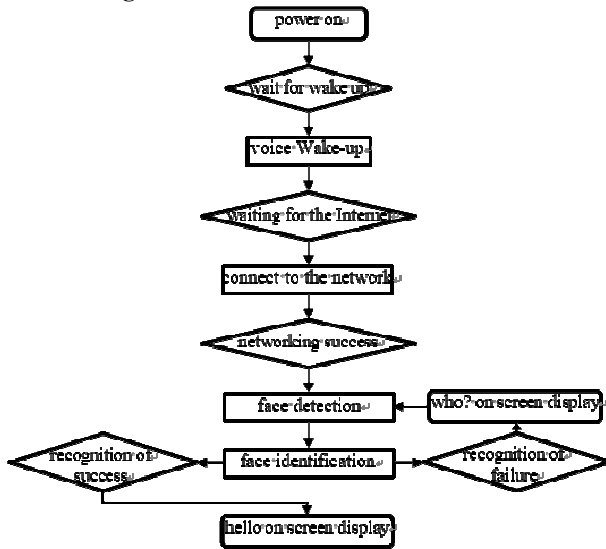 power on
wait for wake up
voice Wake-up
waiting for the Internet
connect to the network
networking success
face detection
who? on screen display
recognition of
success
face identification
recognition of
failure
hello on screen display